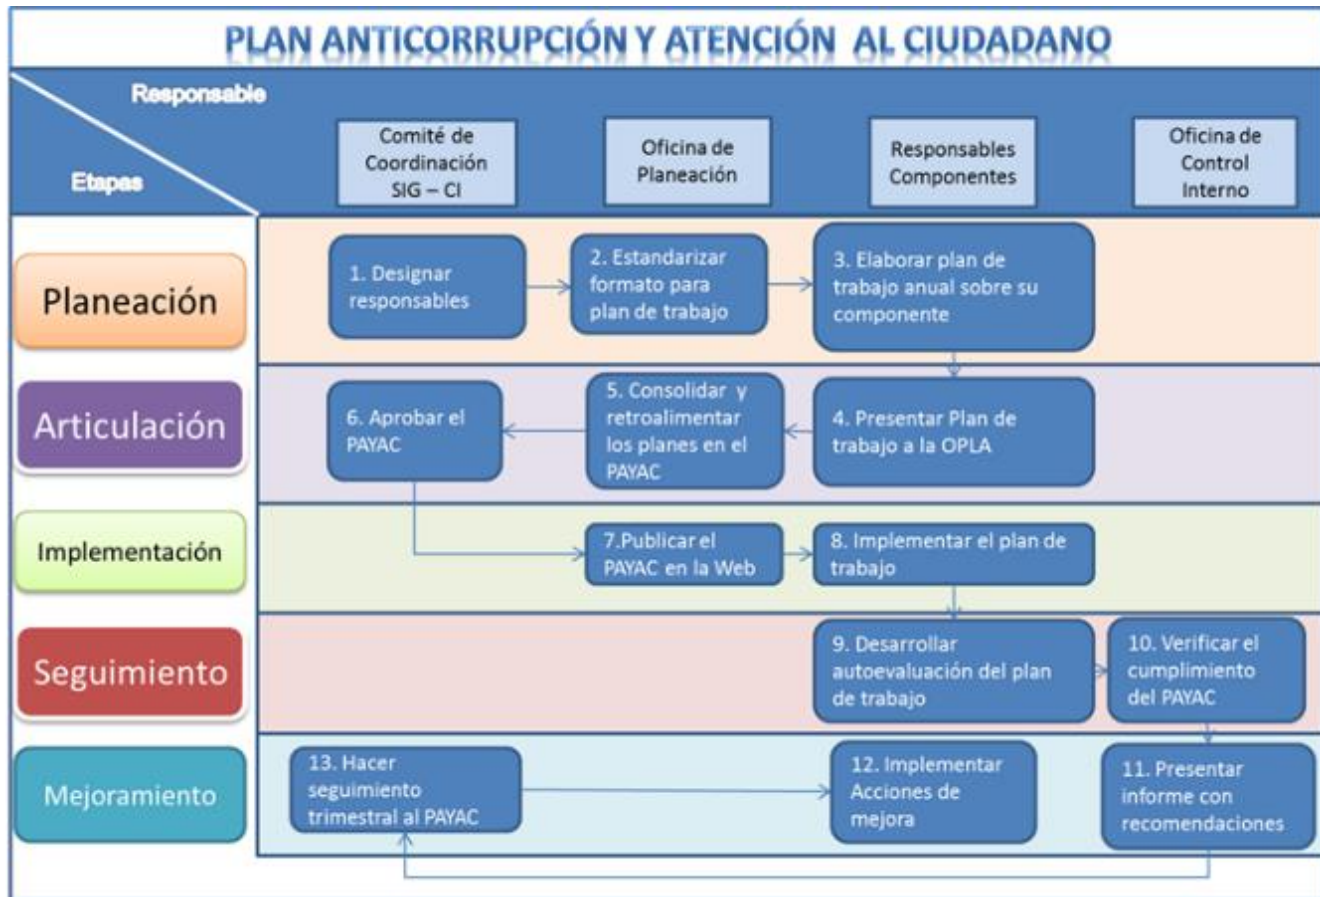 PLAN ANTICORRUPCIÓN Y ATENCIÓN AL CIUDADANO
Responsable
Etapas
Comité de
Coordinación
SIG – CI
Oficina de
Planeación
Responsables
Componentes
Oficina de
Control
Interno
Planeación
1. Designar
responsables
2. Estandarizar
formato para
plan de trabajo
3. Elaborar plan de
trabajo anual sobre su
componente
Articulación
6. Aprobar el
PAYAC
5. Consolidar y
retroalimentar
los planes en el
PAYAC
4. Presentar Plan de
trabajo a la OPLA
Implementación
7.Publicar el
PAYAC en la Web
8. Implementar el plan de
trabajo
Seguimiento
9. Desarrollar
autoevaluación del plan
de trabajo
10. Verificar el
cumplimiento
del PAYAC
Mejoramiento
13. Hacer
seguimiento
trimestral al PAYAC
12. Implementar
Acciones de
mejora
11. Presentar
informe con
recomendaciones